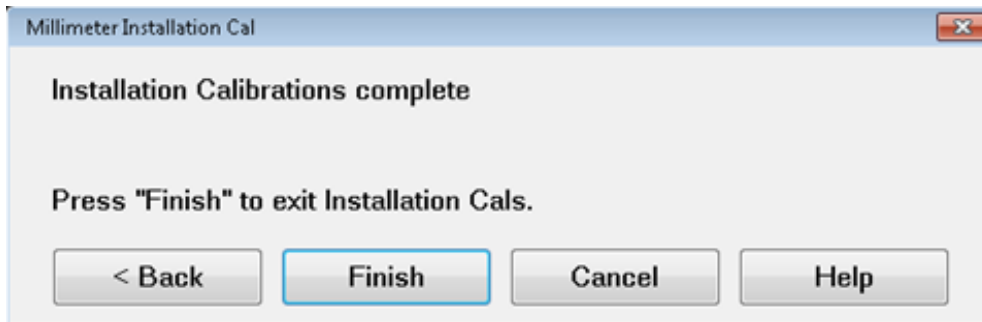 Millimeter Installation Cal
Installation Calibrations complete
Press "Finish" to exit Installation Cals.
< Back Finish Cancel Help